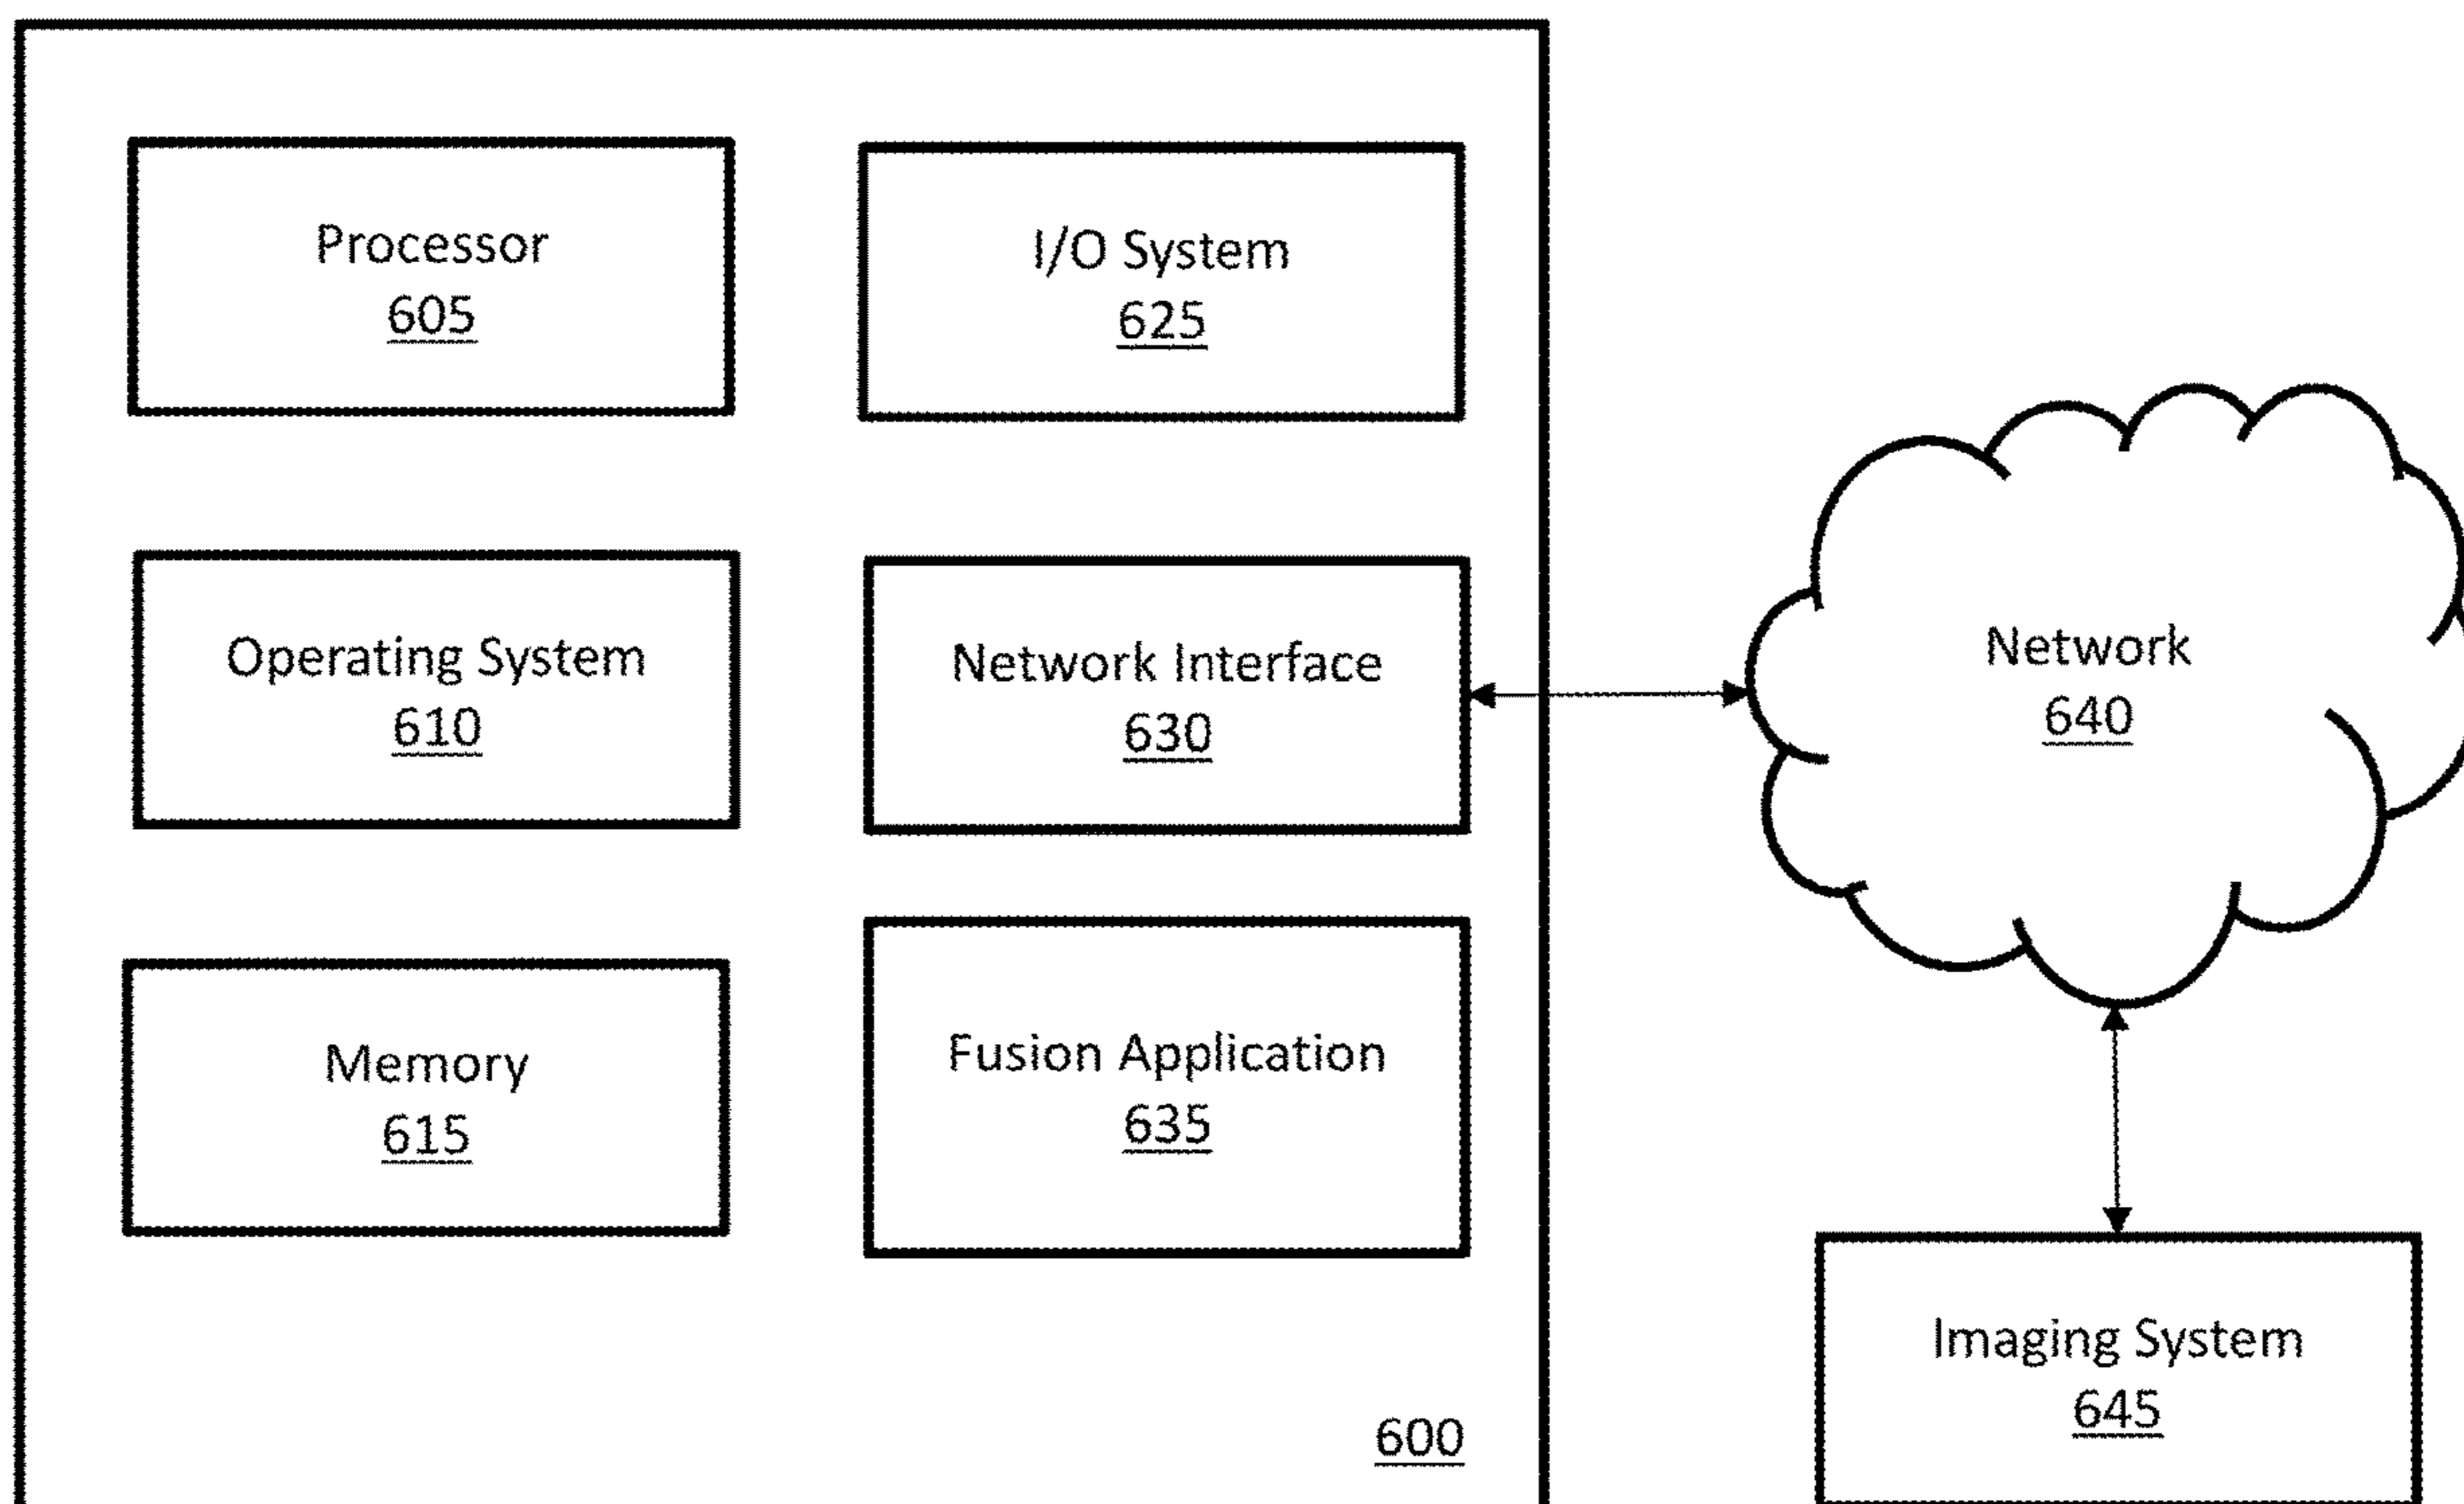 Processor
605
I/O System
625
Operating System
610
Network Interface
630
Network
640
Memory
615
Fusion Application
635
Imaging System
645
600